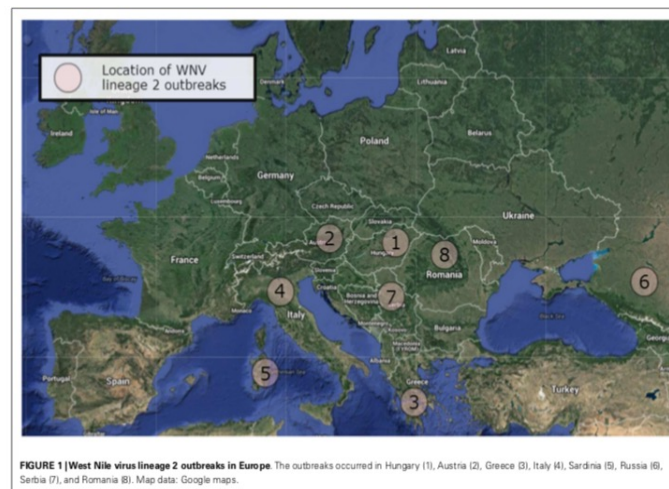 Location of WNV
lineage 2 outbreaks
Latvia
Denmark
Lithuania
Isle of Man
Ireland
Belarus
Netherlands
Poland
Belgium
Germany
Luxembourg
Czech Republic
Ukraine
Slovakia
2
1
Hungary
Moldova
8
France
Switzerland
Romania
6
4
Croatia
7
Bosnia and
Herzegovina
Italy
Monaco
Bulgaria
Black Sea
Georgia
Albania
5
Portugal
Spain
Greece
Turkey
3
FIGURE 1 | West Nile virus lineage 2 outbreaks in Europe. The outbreaks occurred in Hungary (1), Austria (2), Greece (3), Italy (4), Sardinia (5), Russia (6),
Serbia (7), and Romania (8). Map data: Google maps.